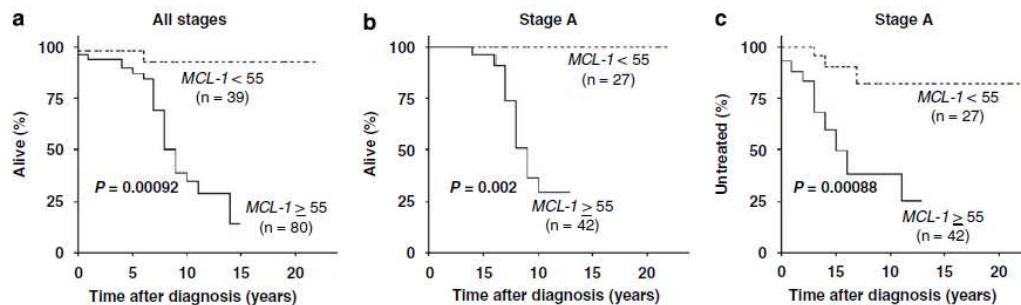 a
All stages
100
75
50
25
0
Alive (%)
MCL-1 < 55
(n = 39)
P = 0.00092
MCL-1 ≥ 55
(n = 80)
0 5 10 15 20
Time after diagnosis (years)
b
Stage A
100
75
50
25
0
Alive (%)
MCL-1 < 55
(n = 27)
P = 0.002
MCL-1 ≥ 55
(n = 42)
0 15 10 15 20
Time after diagnosis (years)
c
Stage A
100
75
50
25
0
Untreated (%)
MCL-1 < 55
(n = 27)
P = 0.00088
MCL-1 ≥ 55
(n = 42)
0 15 10 15 20
Time after diagnosis (years)